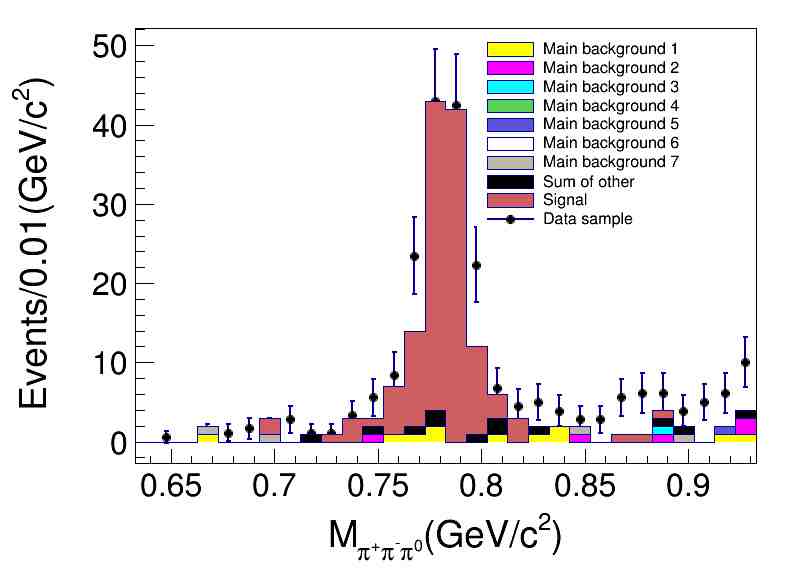 Events/0.01(GeV/c²)
50
40
30
20
10
0
Main background 1
Main background 2
Main background 3
Main background 4
Main background 5
Main background 6
Main background 7
Sum of other
Signal
Data sample
0.65 0.7 0.75 0.8 0.85 0.9
M_π⁺π⁻π⁰(GeV/c²)